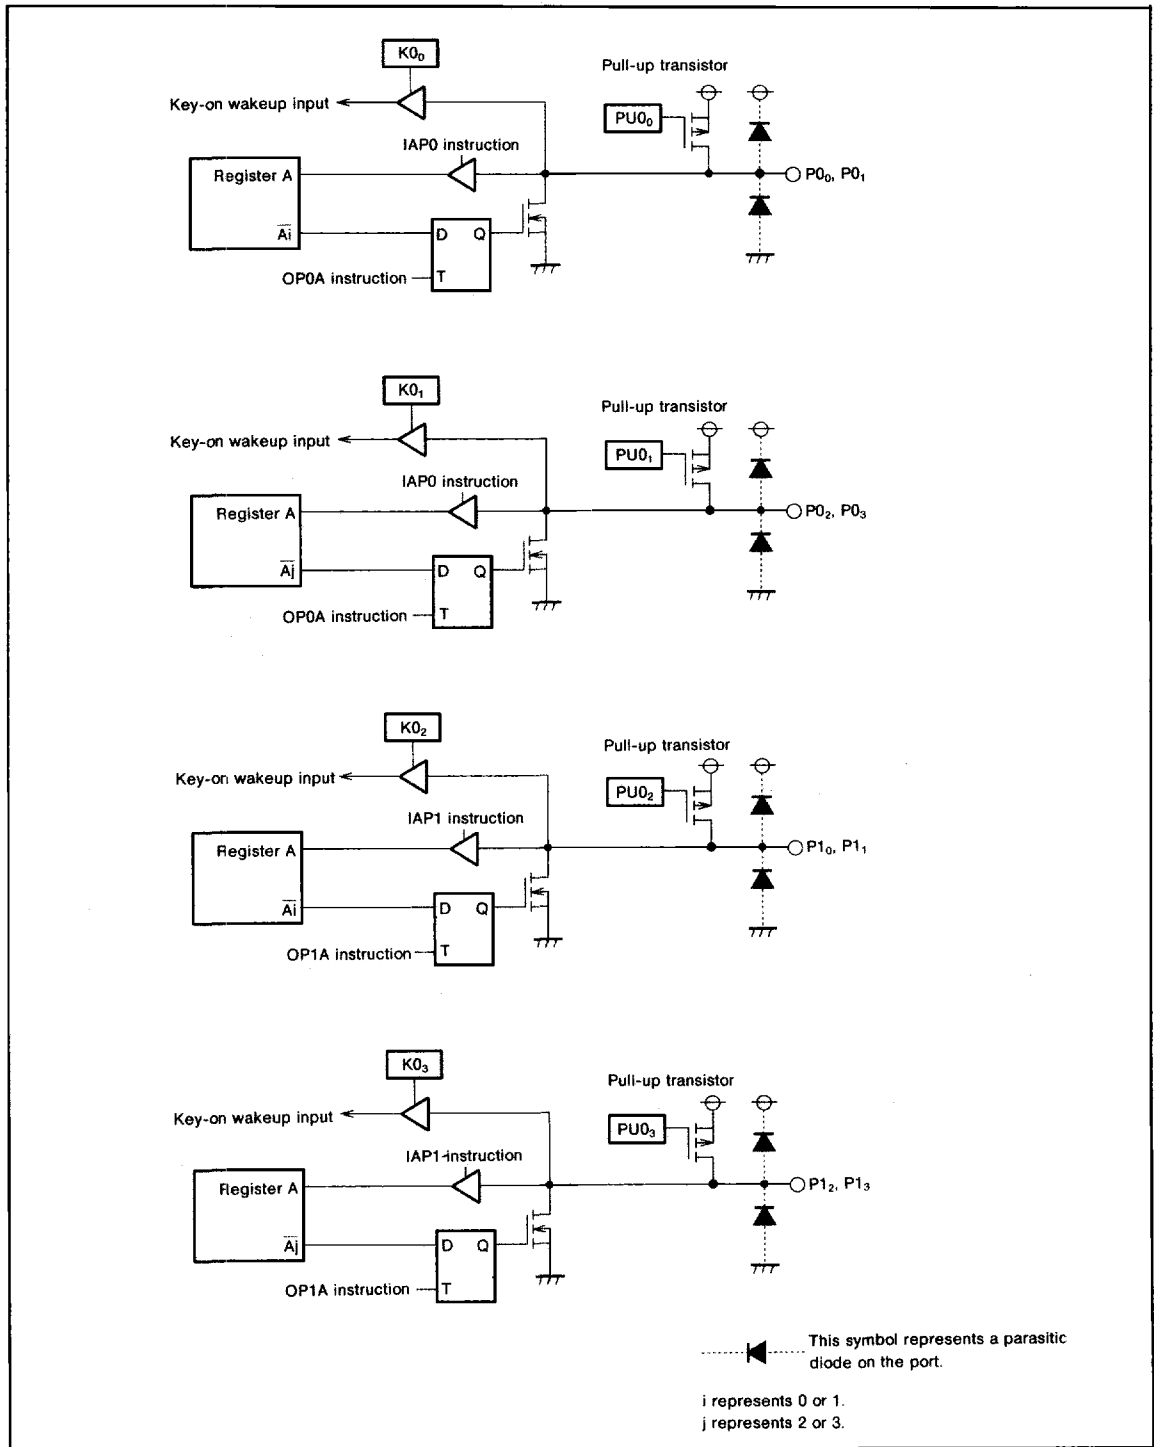 K0₀
Pull-up transistor
Key-on wakeup input
PU0₀
IAP0 instruction
Register A
P0₀, P0₁
A̅i̅
D Q
OP0A instruction
T
K0₁
Pull-up transistor
Key-on wakeup input
PU0₁
IAP0 instruction
Register A
P0₂, P0₃
A̅j̅
D Q
OP0A instruction
T
K0₂
Pull-up transistor
Key-on wakeup input
PU0₂
IAP1 instruction
Register A
P1₀, P1₁
A̅i̅
D Q
OP1A instruction
T
K0₃
Pull-up transistor
Key-on wakeup input
PU0₃
IAP1 instruction
Register A
P1₂, P1₃
A̅j̅
D Q
OP1A instruction
T
This symbol represents a parasitic
diode on the port.
i represents 0 or 1.
j represents 2 or 3.